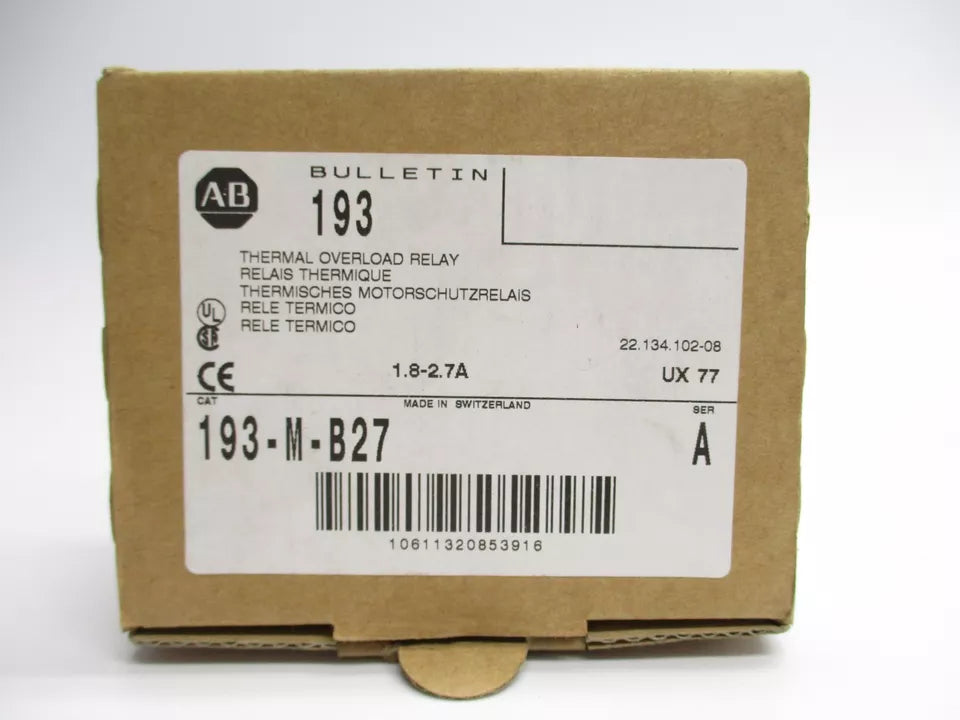 A-B
BULLETIN
193
THERMAL OVERLOAD RELAY
RELAIS THERMIQUE
THERMISCHES MOTORSCHUTZRELAIS
RELE TERMICO
RELE TERMICO
UL
22.134.102-08
CE
1.8-2.7A
UX 77
CAT
MADE IN SWITZERLAND
SER
193-M-B27
A
10611320853916